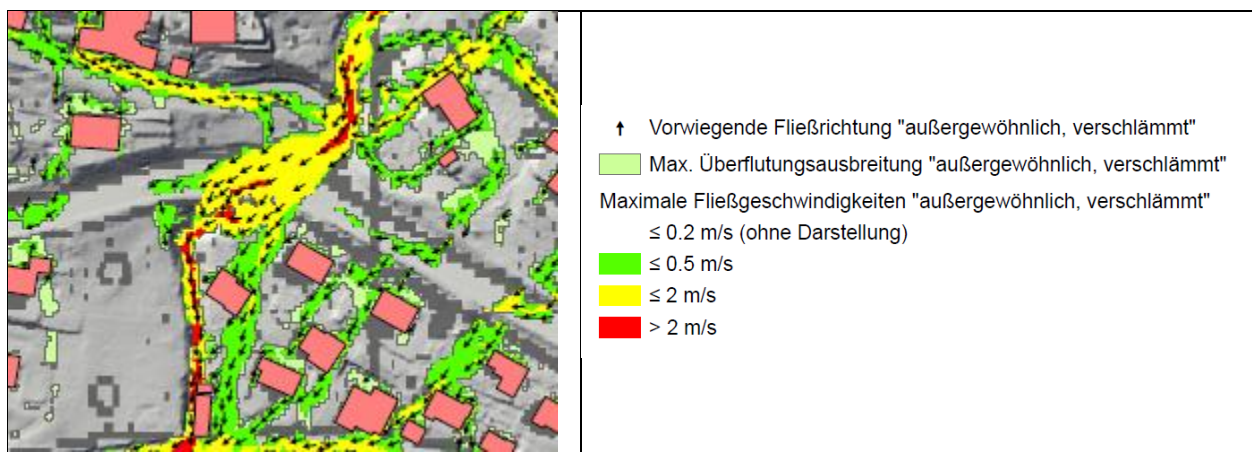 Vorwiegende Fließrichtung "außergewöhnlich, verschlämmt"
Max. Überflutungsausbreitung "außergewöhnlich, verschlämmt"
Maximale Fließgeschwindigkeiten "außergewöhnlich, verschlämmt"
≤ 0.2 m/s (ohne Darstellung)
≤ 0.5 m/s
≤ 2 m/s
> 2 m/s